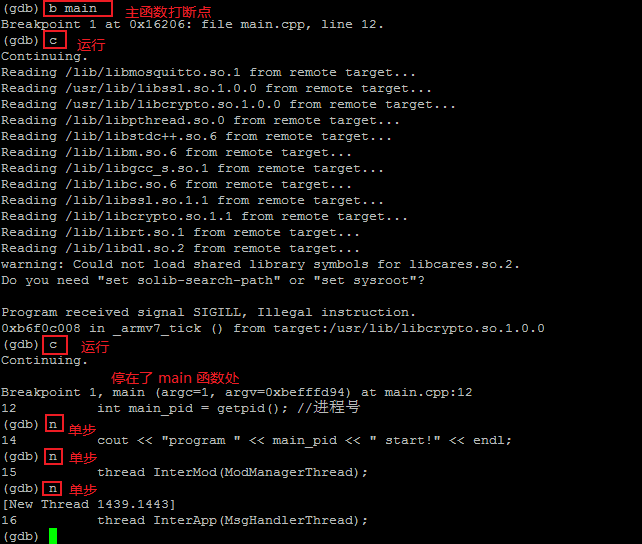 (gdb) b main 主函数打断点
Breakpoint 1 at 0x16206: file main.cpp, line 12.
(gdb) c 运行
Continuing.
Reading /lib/libmosquitto.so.1 from remote target...
Reading /usr/lib/libssl.so.1.0.0 from remote target...
Reading /usr/lib/libcrypto.so.1.0.0 from remote target...
Reading /lib/libpthread.so.0 from remote target...
Reading /lib/libstdc++.so.6 from remote target...
Reading /lib/libm.so.6 from remote target...
Reading /lib/libgcc_s.so.1 from remote target...
Reading /lib/libc.so.6 from remote target...
Reading /lib/libssl.so.1.1 from remote target...
Reading /lib/libcrypto.so.1.1 from remote target...
Reading /lib/librt.so.1 from remote target...
Reading /lib/libdl.so.2 from remote target...
warning: Could not load shared library symbols for libcares.so.2.
Do you need "set solib-search-path" or "set sysroot"?
Program received signal SIGILL, Illegal instruction.
0xb6f0c008 in _armv7_tick () from target:/usr/lib/libcrypto.so.1.0.0
(gdb) c 运行
Continuing.
停在了 main 函数处
Breakpoint 1, main (argc=1, argv=0xbefffd94) at main.cpp:12
12 int main_pid = getpid(); //进程号
(gdb) n 单步
14 cout << "program " << main_pid << " start!" << endl;
(gdb) n 单步
15 thread InterMod(ModManagerThread);
(gdb) n 单步
[New Thread 1439.1443]
16 thread InterApp(MsgHandlerThread);
(gdb)